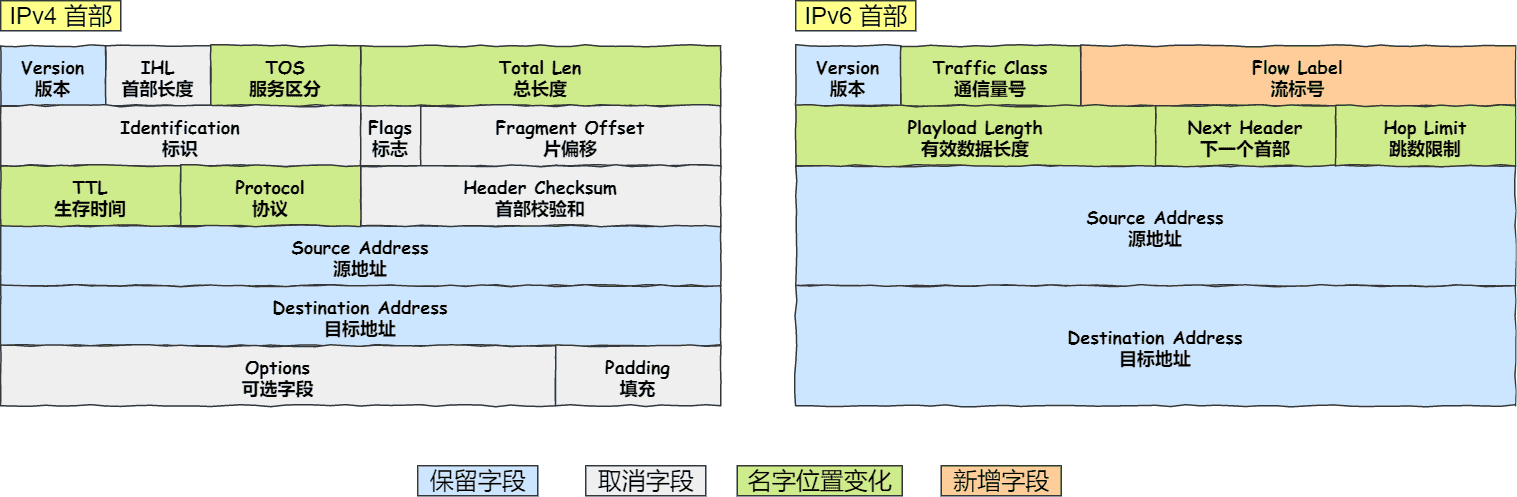 IPv4 首部
Version
版本
IHL
首部长度
TOS
服务区分
Total Len
总长度
Identification
标识
Flags
标志
Fragment Offset
片偏移
TTL
生存时间
Protocol
协议
Header Checksum
首部校验和
Source Address
源地址
Destination Address
目标地址
Options
可选字段
Padding
填充
IPv6 首部
Version
版本
Traffic Class
通信量号
Flow Label
流标号
Playload Length
有效数据长度
Next Header
下一个首部
Hop Limit
跳数限制
Source Address
源地址
Destination Address
目标地址
保留字段
取消字段
名字位置变化
新增字段